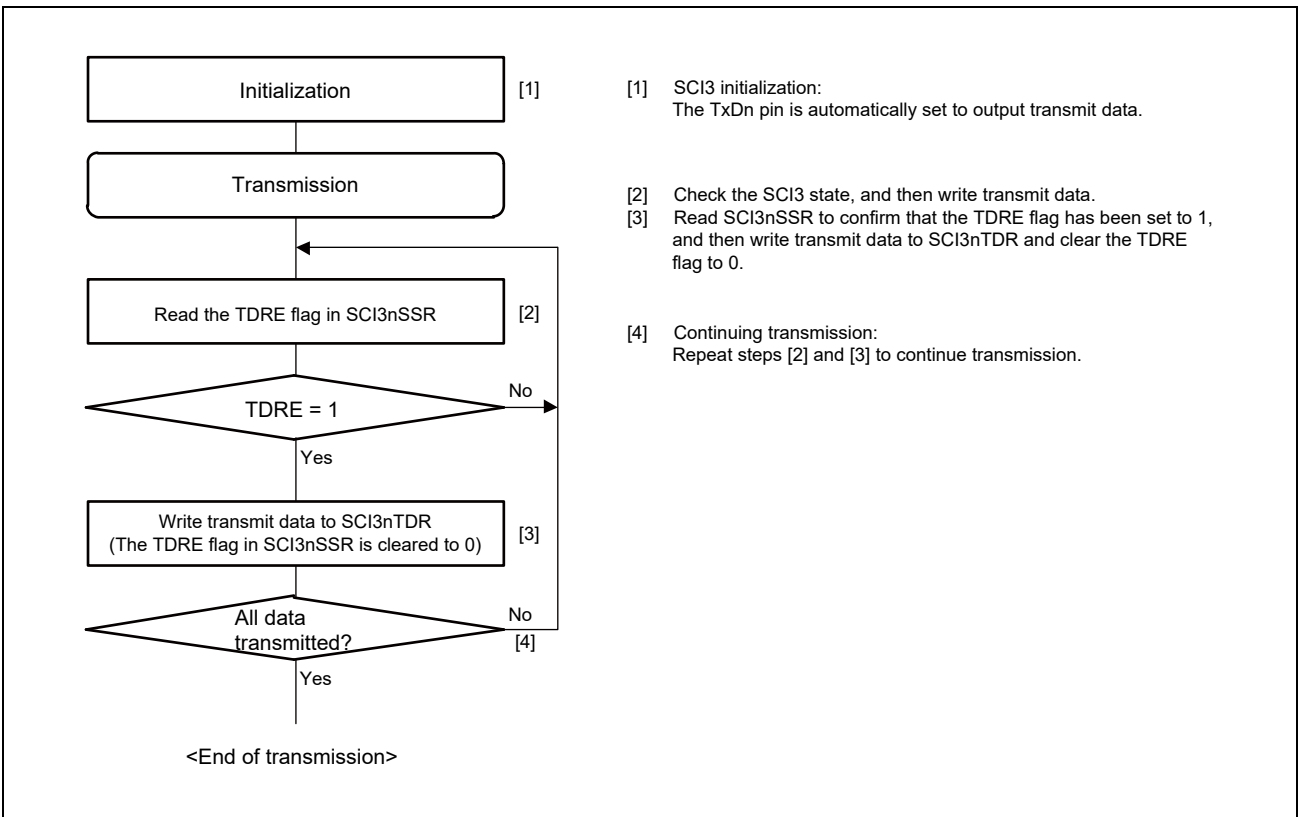 Initialization
[1]
Transmission
Read the TDRE flag in SCI3nSSR
[2]
TDRE = 1
No
Yes
Write transmit data to SCI3nTDR
(The TDRE flag in SCI3nSSR is cleared to 0)
[3]
All data
transmitted?
No
[4]
Yes
<End of transmission>
[1] SCI3 initialization:
The TxDn pin is automatically set to output transmit data.
[2] Check the SCI3 state, and then write transmit data.
[3] Read SCI3nSSR to confirm that the TDRE flag has been set to 1,
and then write transmit data to SCI3nTDR and clear the TDRE
flag to 0.
[4] Continuing transmission:
Repeat steps [2] and [3] to continue transmission.